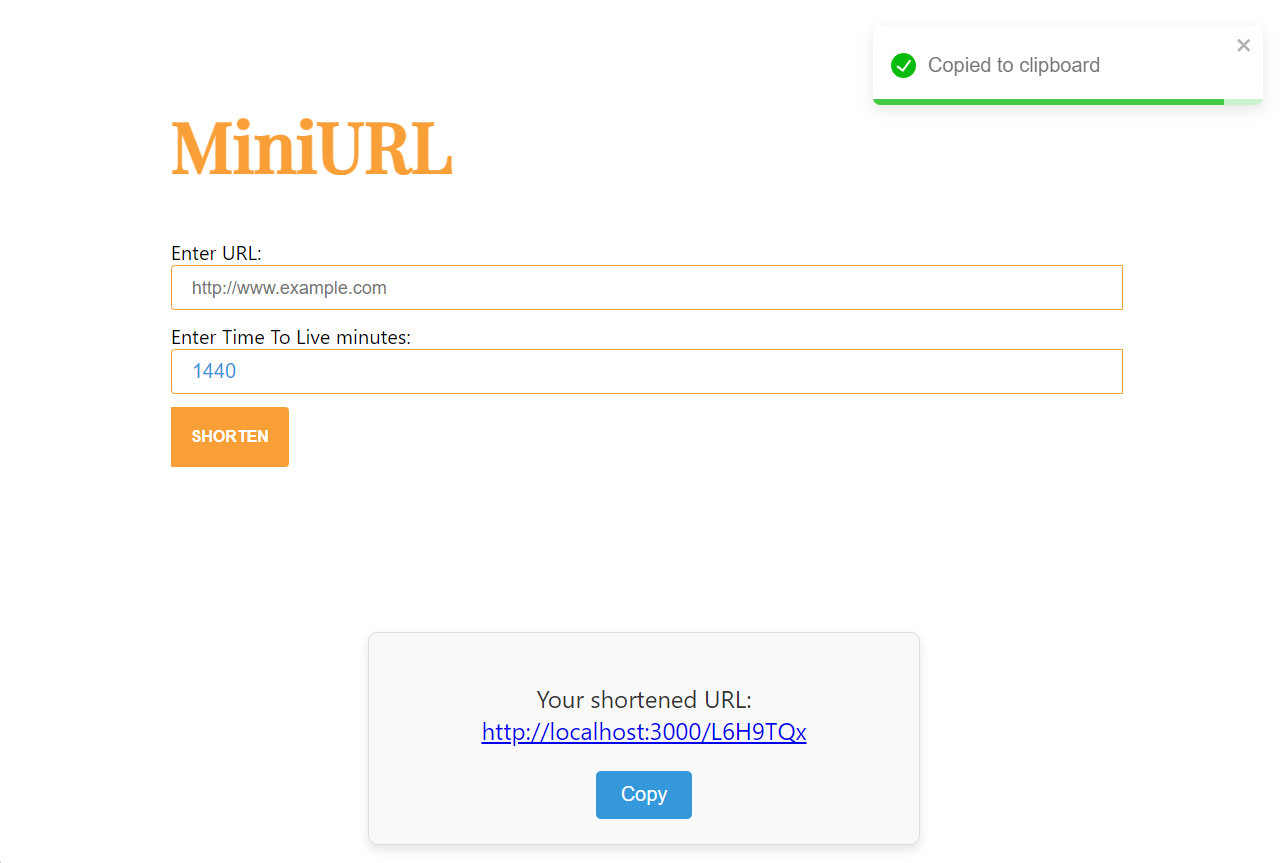 Copied to clipboard
MiniURL
Enter URL:
http://www.example.com
Enter Time To Live minutes:
1440
SHORTEN
Your shortened URL:
http://localhost:3000/L6H9TQx
Copy